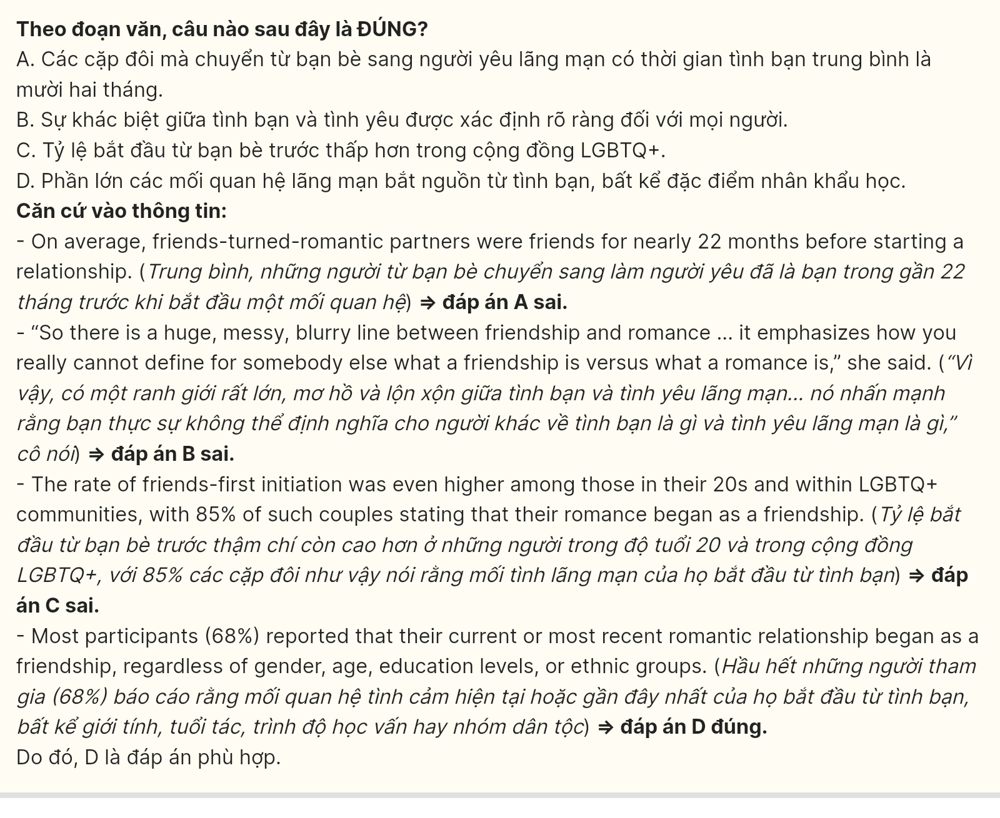 Theo đoạn văn, câu nào sau đây là ĐÚNG?
A. Các cặp đôi mà chuyển từ bạn bè sang người yêu lãng mạn có thời gian tình bạn trung bình là
mười hai tháng.
B. Sự khác biệt giữa tình bạn và tình yêu được xác định rõ ràng đối với mọi người.
C. Tỷ lệ bắt đầu từ bạn bè trước thấp hơn trong cộng đồng LGBTQ+.
D. Phần lớn các mối quan hệ lãng mạn bắt nguồn từ tình bạn, bất kể đặc điểm nhân khẩu học.
Căn cứ vào thông tin:
- On average, friends-turned-romantic partners were friends for nearly 22 months before starting a
relationship. (Trung bình, những người từ bạn bè chuyển sang làm người yêu đã là bạn trong gần 22
tháng trước khi bắt đầu một mối quan hệ) ⇒ đáp án A sai.
- “So there is a huge, messy, blurry line between friendship and romance ... it emphasizes how you
really cannot define for somebody else what a friendship is versus what a romance is,” she said. (“Vì
vậy, có một ranh giới rất lớn, mơ hồ và lộn xộn giữa tình bạn và tình yêu lãng mạn... nó nhấn mạnh
rằng bạn thực sự không thể định nghĩa cho người khác về tình bạn là gì và tình yêu lãng mạn là gì,”
cô nói) ⇒ đáp án B sai.
- The rate of friends-first initiation was even higher among those in their 20s and within LGBTQ+
communities, with 85% of such couples stating that their romance began as a friendship. (Tỷ lệ bắt
đầu từ bạn bè trước thậm chí còn cao hơn ở những người trong độ tuổi 20 và trong cộng đồng
LGBTQ+, với 85% các cặp đôi như vậy nói rằng mối tình lãng mạn của họ bắt đầu từ tình bạn) ⇒ đáp
án C sai.
- Most participants (68%) reported that their current or most recent romantic relationship began as a
friendship, regardless of gender, age, education levels, or ethnic groups. (Hầu hết những người tham
gia (68%) báo cáo rằng mối quan hệ tình cảm hiện tại hoặc gần đây nhất của họ bắt đầu từ tình bạn,
bất kể giới tính, tuổi tác, trình độ học vấn hay nhóm dân tộc) ⇒ đáp án D đúng.
Do đó, D là đáp án phù hợp.